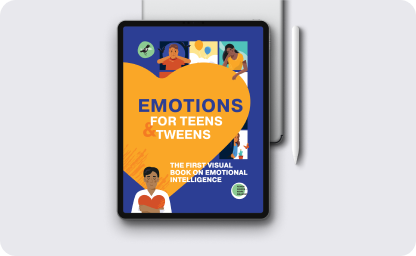 EMOTIONS
FOR TEENS
& TWEENS
THE FIRST VISUAL
BOOK ON EMOTIONAL
INTELLIGENCE